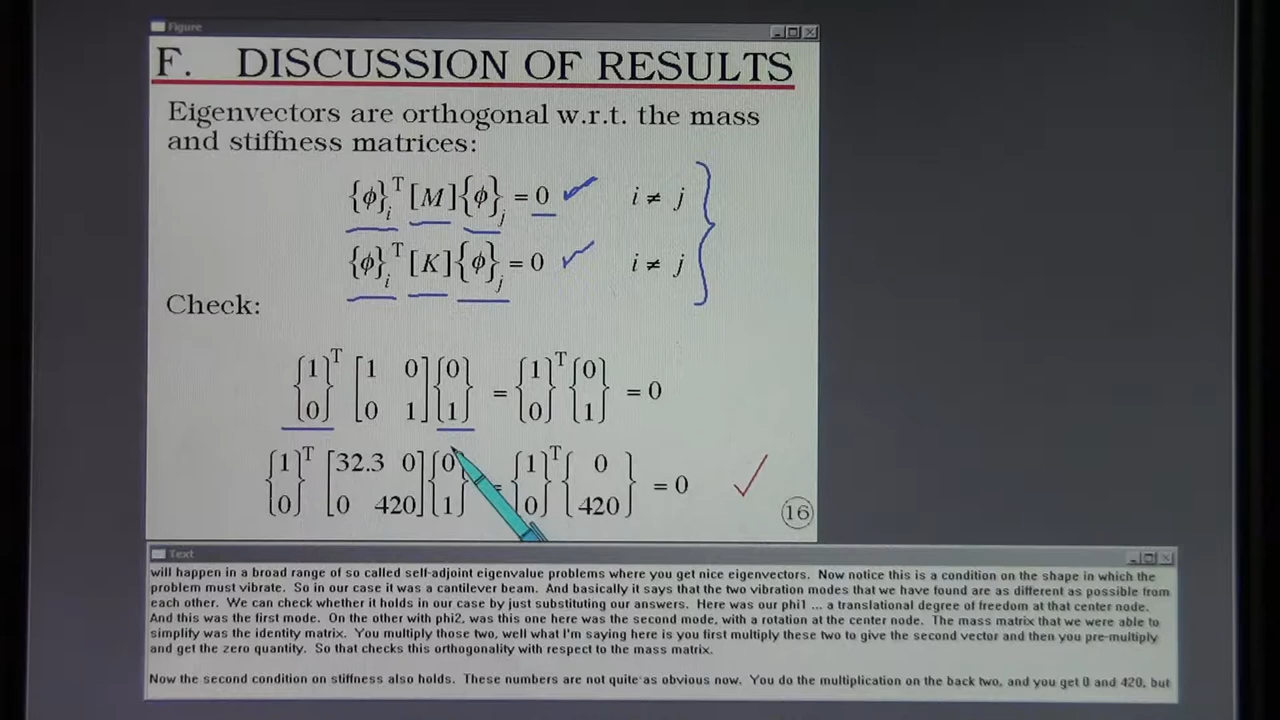 Figure
F. DISCUSSION OF RESULTS
Eigenvectors are orthogonal w.r.t. the mass
and stiffness matrices:
{ϕ}ᵢᵀ [M]{ϕ}ⱼ = 0 ✓ i ≠ j
{ϕ}ᵢᵀ [K]{ϕ}ⱼ = 0 ✓ i ≠ j
Check:
{1 0}ᵀ [1 0 0 1]{0 1} = {1 0}ᵀ {0 1} = 0
{1 0}ᵀ [32.3 0 0 420]{0 1} = {1 0}ᵀ {0 420} = 0 ✓
16
Text
will happen in a broad range of so called self-adjoint eigenvalue problems where you get nice eigenvectors. Now notice this is a condition on the shape in which the
problem must vibrate. So in our case it was a cantilever beam. And basically it says that the two vibration modes that we have found are as different as possible from
each other. We can check whether it holds in our case by just substituting our answers. Here was our phi1 ... a translational degree of freedom at that center node.
And this was the first mode. On the other with phi2, was this one here was the second mode, with a rotation at the center node. The mass matrix that we were able to
simplify was the identity matrix. You multiply those two, well what I'm saying here is you first multiply these two to give the second vector and then you pre-multiply
and get the zero quantity. So that checks this orthogonality with respect to the mass matrix.
Now the second condition on stiffness also holds. These numbers are not quite as obvious now. You do the multiplication on the back two, and you get 0 and 420, but